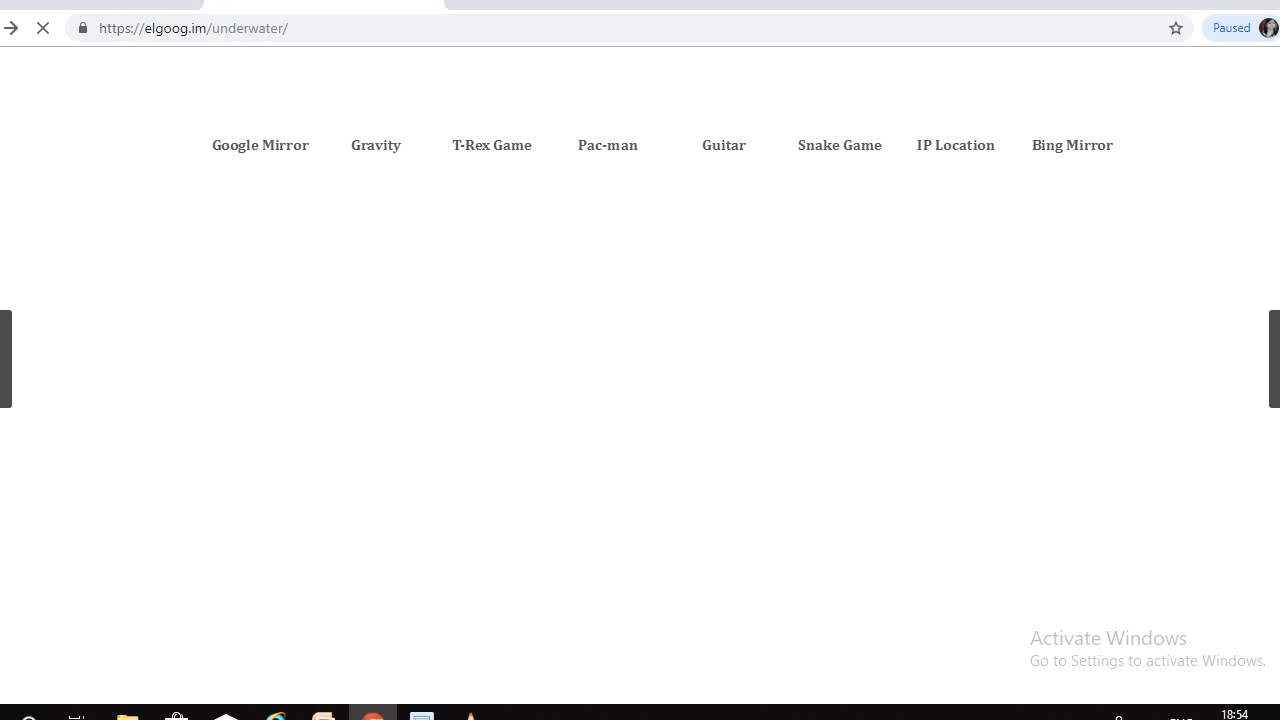 https://elgoog.im/underwater/
Paused
Google Mirror Gravity T-Rex Game Pac-man Guitar Snake Game IP Location Bing Mirror
Activate Windows
Go to Settings to activate Windows.
18:54